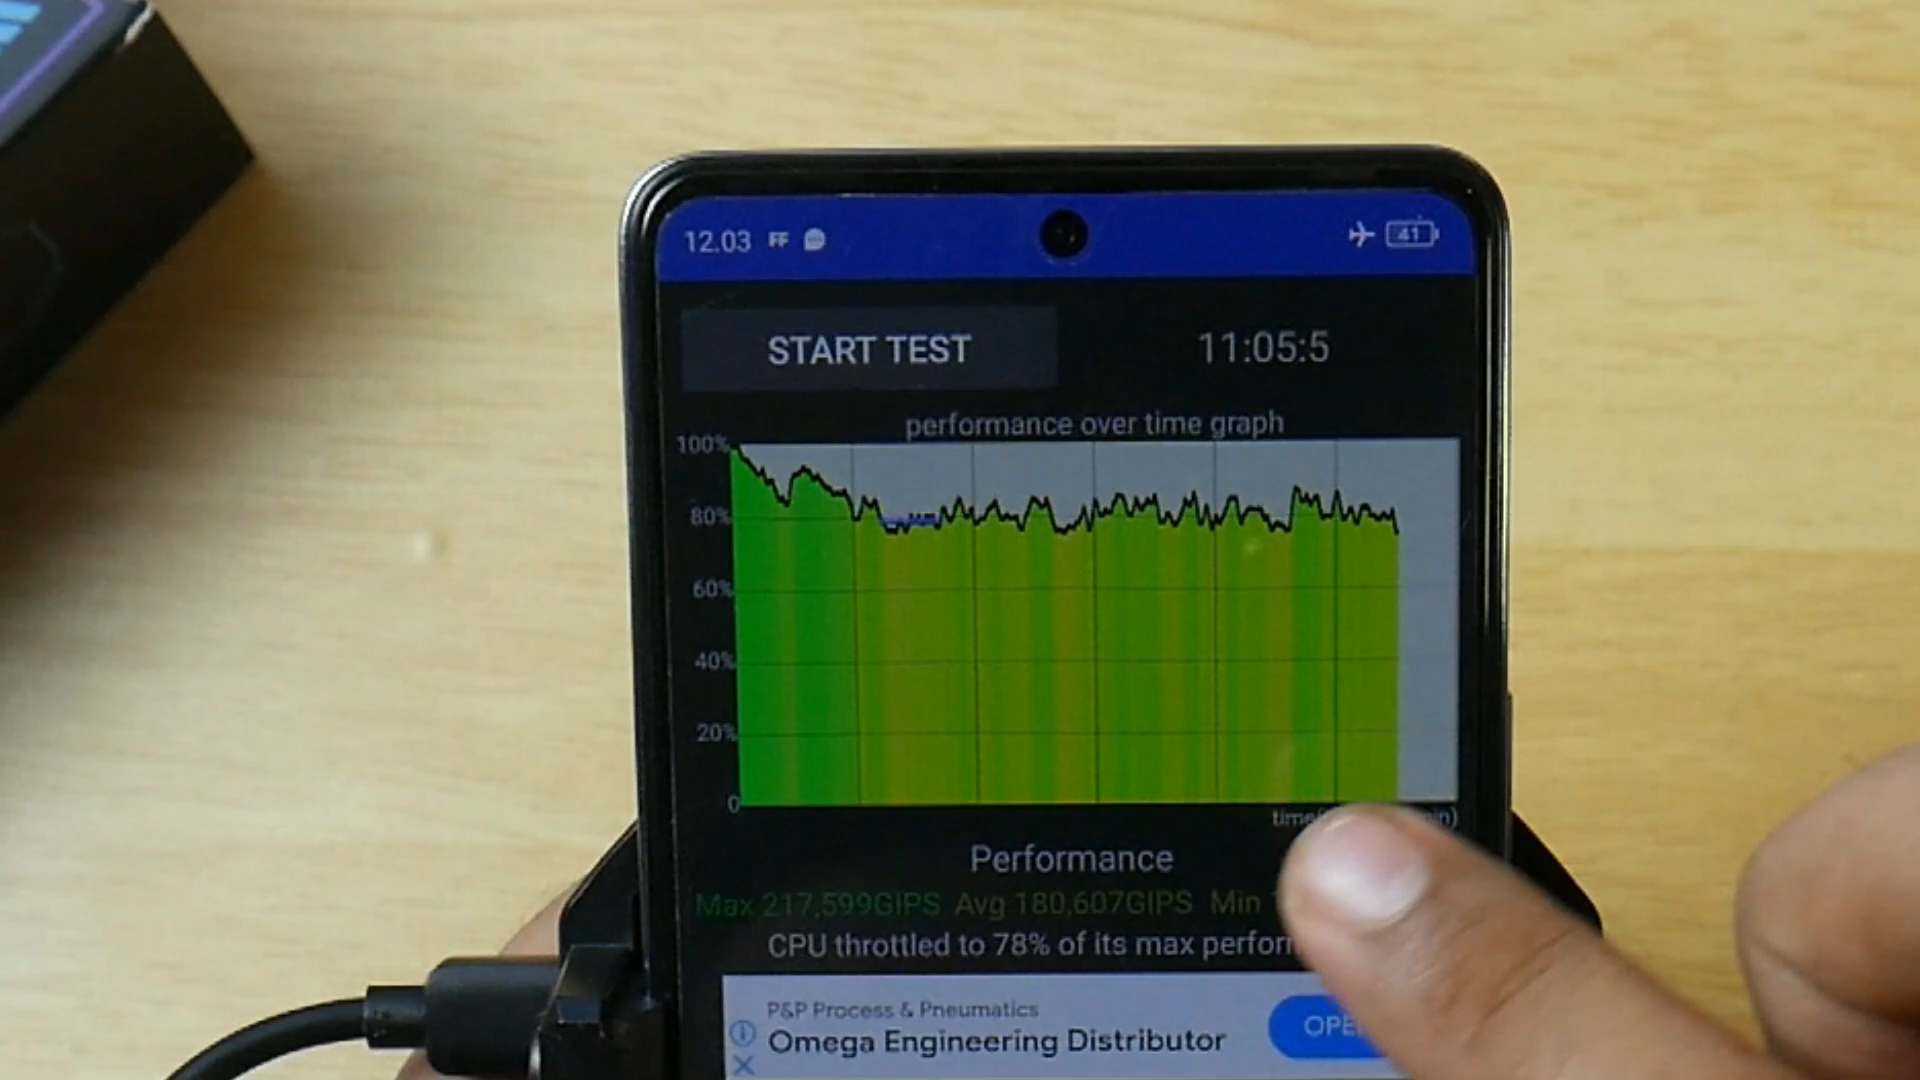 12.03 FF 41
START TEST 11:05:5
performance over time graph
100%
80%
60%
40%
20%
0
Performance
Max 217,599GIPS Avg 180,607GIPS Min
CPU throttled to 78% of its max
P&P Process & Pneumatics
Omega Engineering Distributor